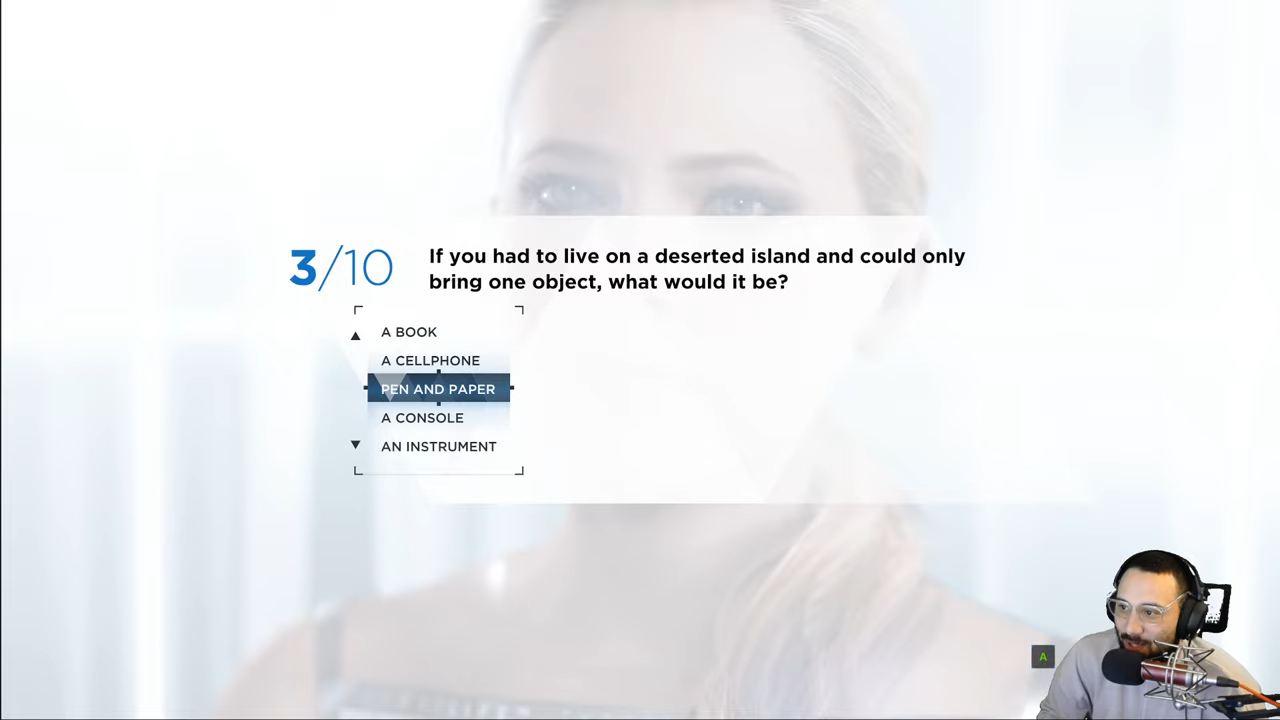 3/10
If you had to live on a deserted island and could only
bring one object, what would it be?
A BOOK
A CELLPHONE
PEN AND PAPER
A CONSOLE
AN INSTRUMENT
A